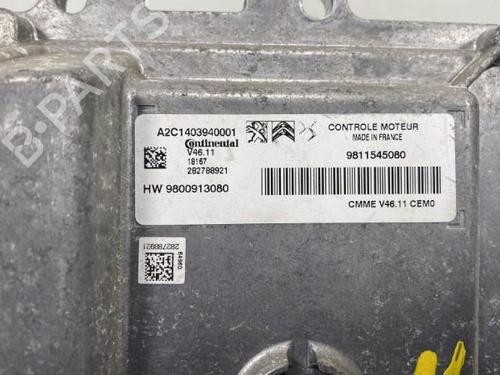 A2C1403940001
Continental
V46.11
18167
282788921
HW 9800913080
CONTROLE MOTEUR
MADE IN FRANCE
9811545080
CMME V46.11 CEM0
64960
282788921
B-Parts